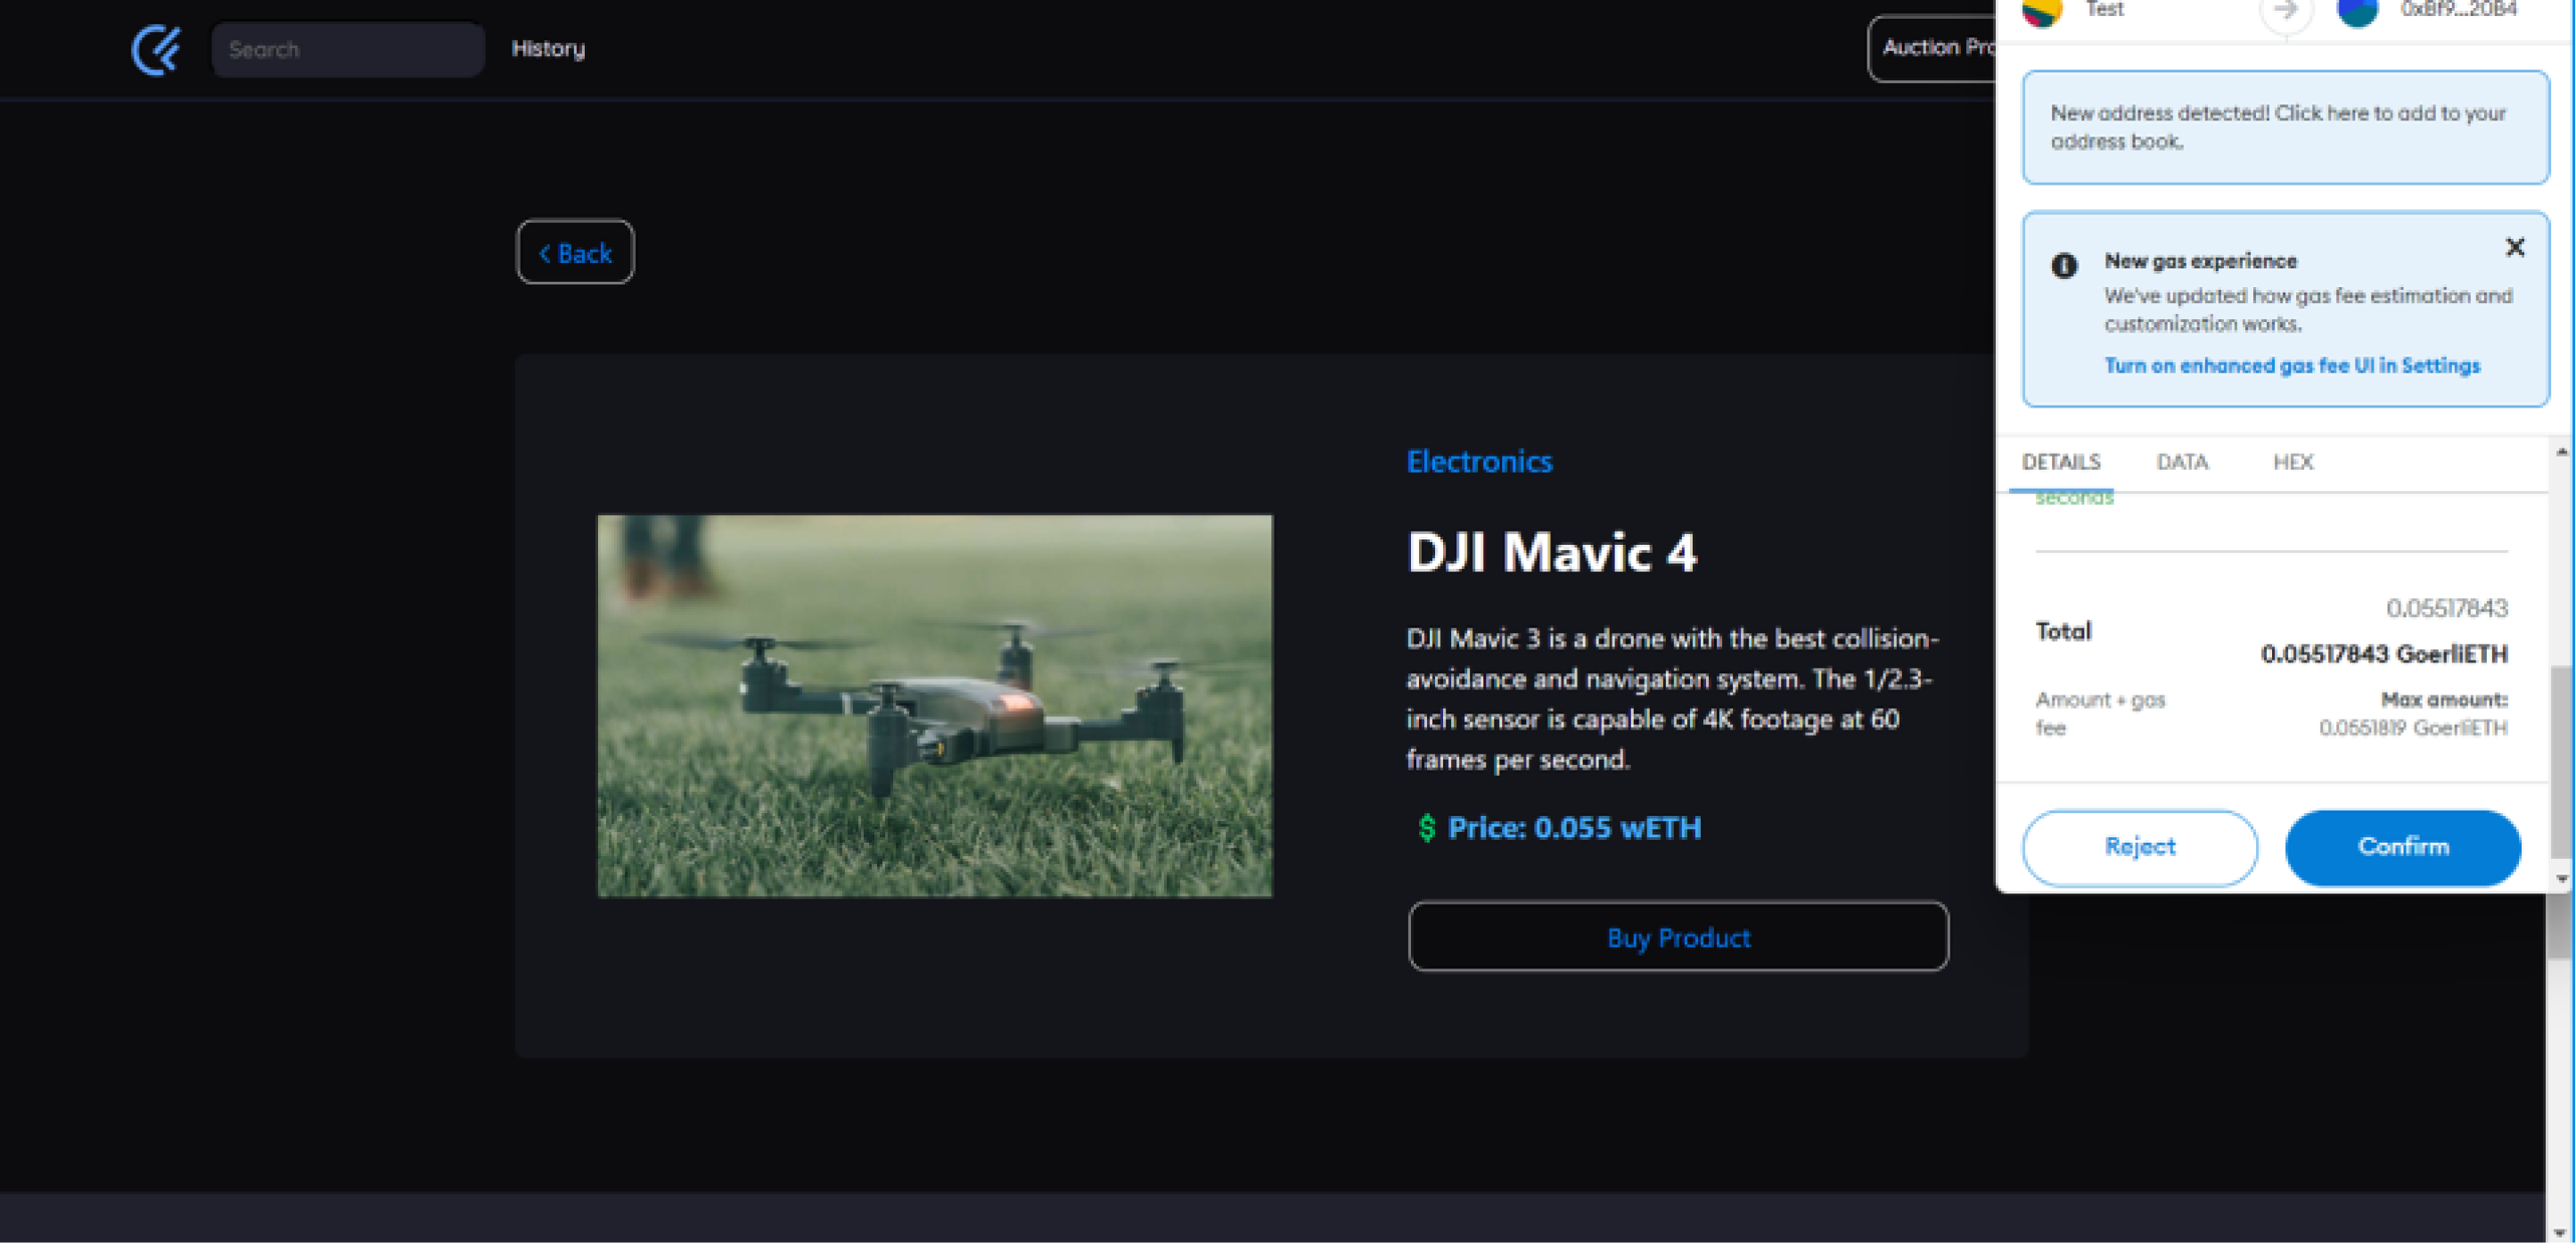 Search
History
Auction Pro
Test
0xBf9...20B4
New address detected! Click here to add to your
address book.
New gas experience
We've updated how gas fee estimation and
customization works.
Turn on enhanced gas fee UI in Settings
DETAILS
DATA
HEX
seconds
Total
0.05517843
0.05517843 GoerliETH
Amount + gas
fee
Max amount:
0.0551819 GoerliETH
Reject
Confirm
< Back
Electronics
DJI Mavic 4
DJI Mavic 3 is a drone with the best collision-
avoidance and navigation system. The 1/2.3-
inch sensor is capable of 4K footage at 60
frames per second.
$ Price: 0.055 wETH
Buy Product